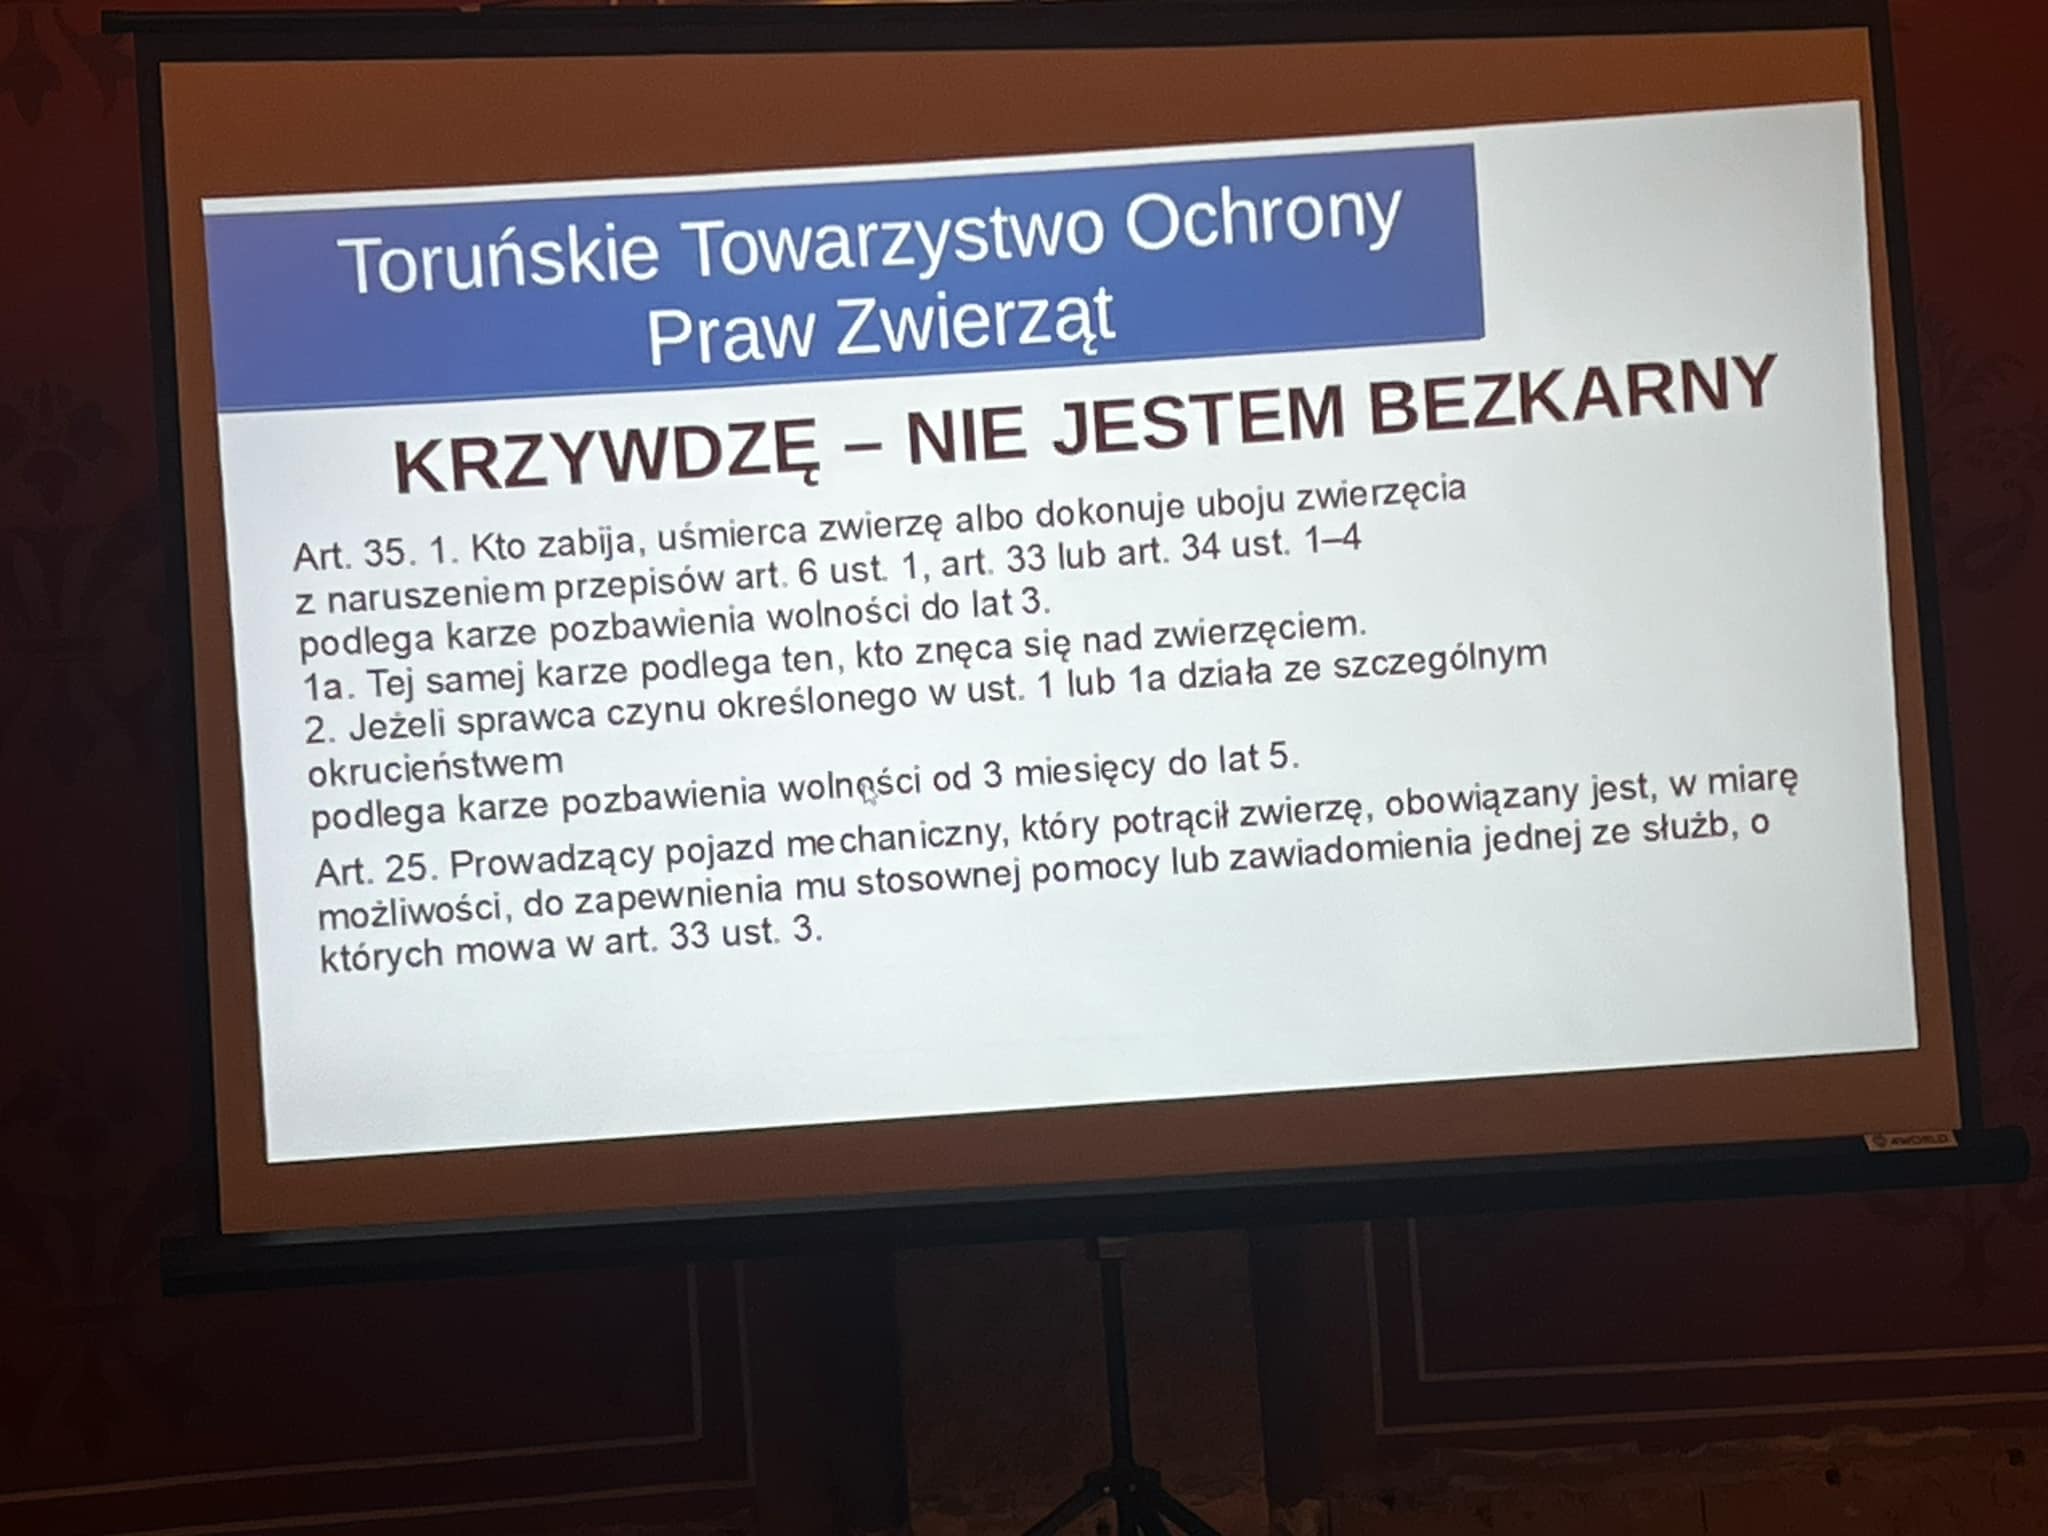 Toruńskie Towarzystwo Ochrony
Praw Zwierząt
KRZYWDZĘ – NIE JESTEM BEZKARNY
Art. 35. 1. Kto zabija, uśmierca zwierzę albo dokonuje uboju zwierzęcia
z naruszeniem przepisów art. 6 ust. 1, art. 33 lub art. 34 ust. 1–4
podlega karze pozbawienia wolności do lat 3.
1a. Tej samej karze podlega ten, kto znęca się nad zwierzęciem.
2. Jeżeli sprawca czynu określonego w ust. 1 lub 1a działa ze szczególnym
okrucieństwem
podlega karze pozbawienia wolności od 3 miesięcy do lat 5.
Art. 25. Prowadzący pojazd mechaniczny, który potrącił zwierzę, obowiązany jest, w miarę
możliwości, do zapewnienia mu stosownej pomocy lub zawiadomienia jednej ze służb, o
których mowa w art. 33 ust. 3.
4WORLD